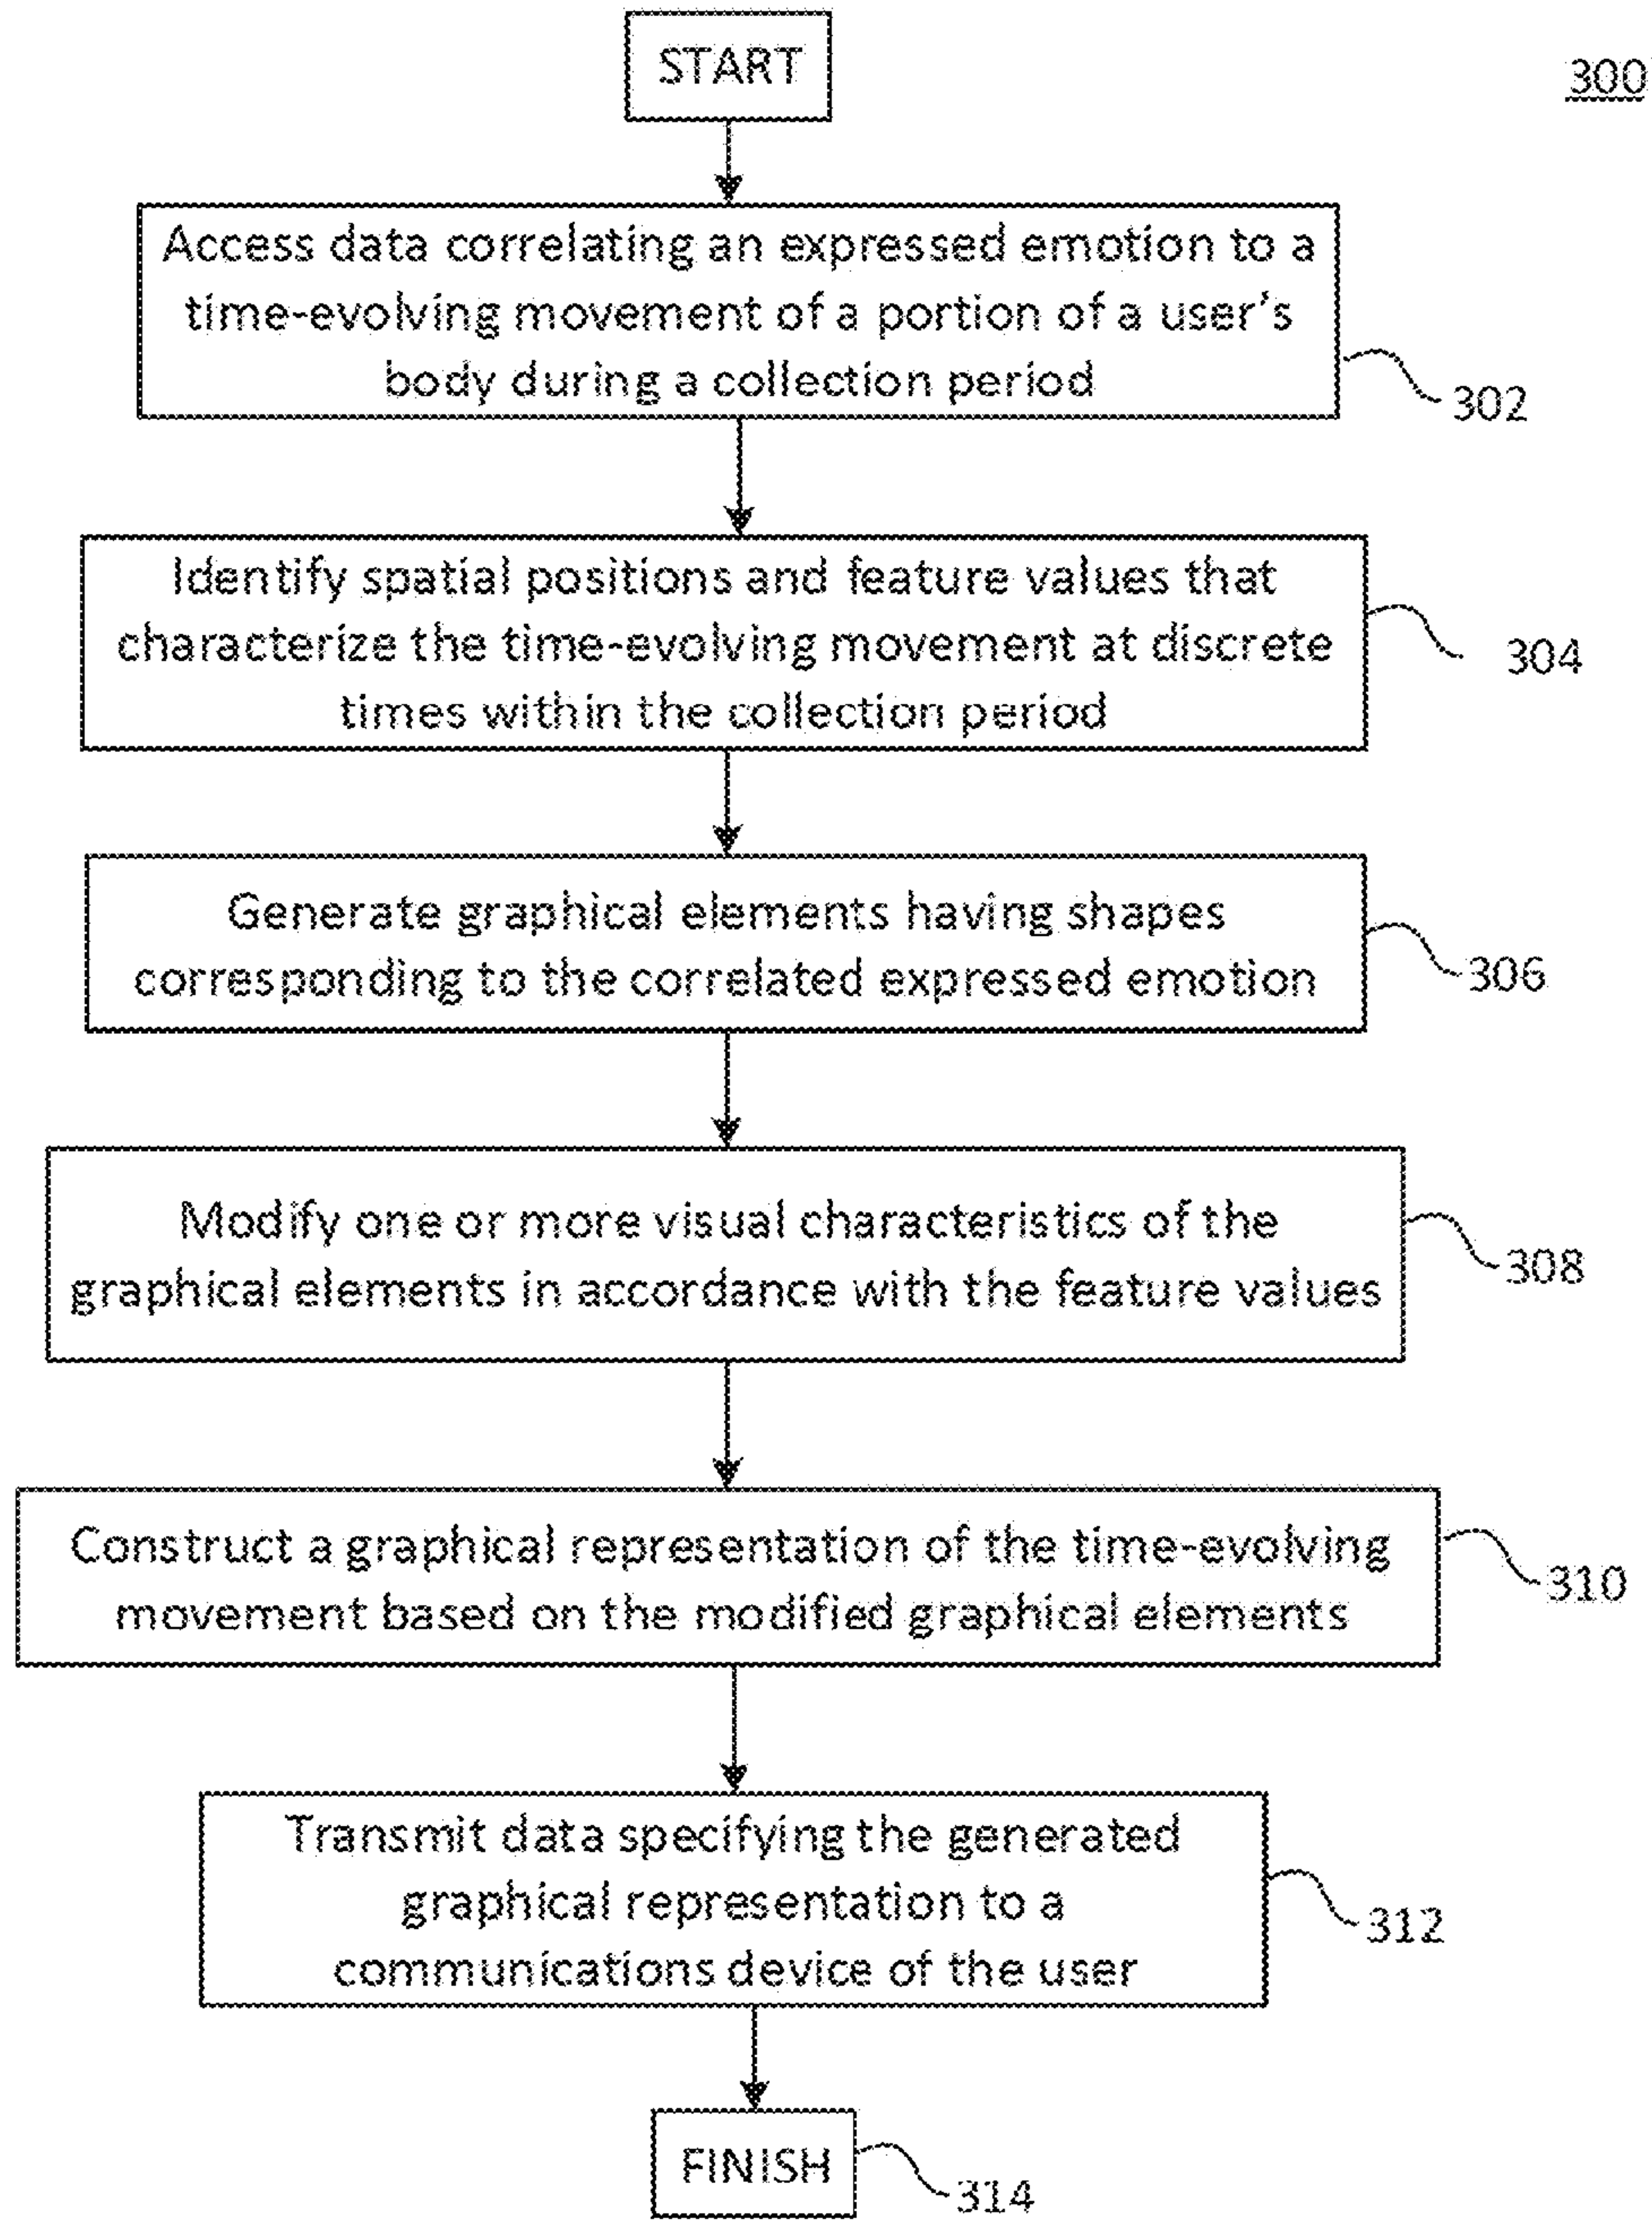 START
300
Access data correlating an expressed emotion to a
time-evolving movement of a portion of a user's
body during a collection period
302
Identify spatial positions and feature values that
characterize the time-evolving movement at discrete
times within the collection period
304
Generate graphical elements having shapes
corresponding to the correlated expressed emotion
306
Modify one or more visual characteristics of the
graphical elements in accordance with the feature values
308
Construct a graphical representation of the time-evolving
movement based on the modified graphical elements
310
Transmit data specifying the generated
graphical representation to a
communications device of the user
312
FINISH
314